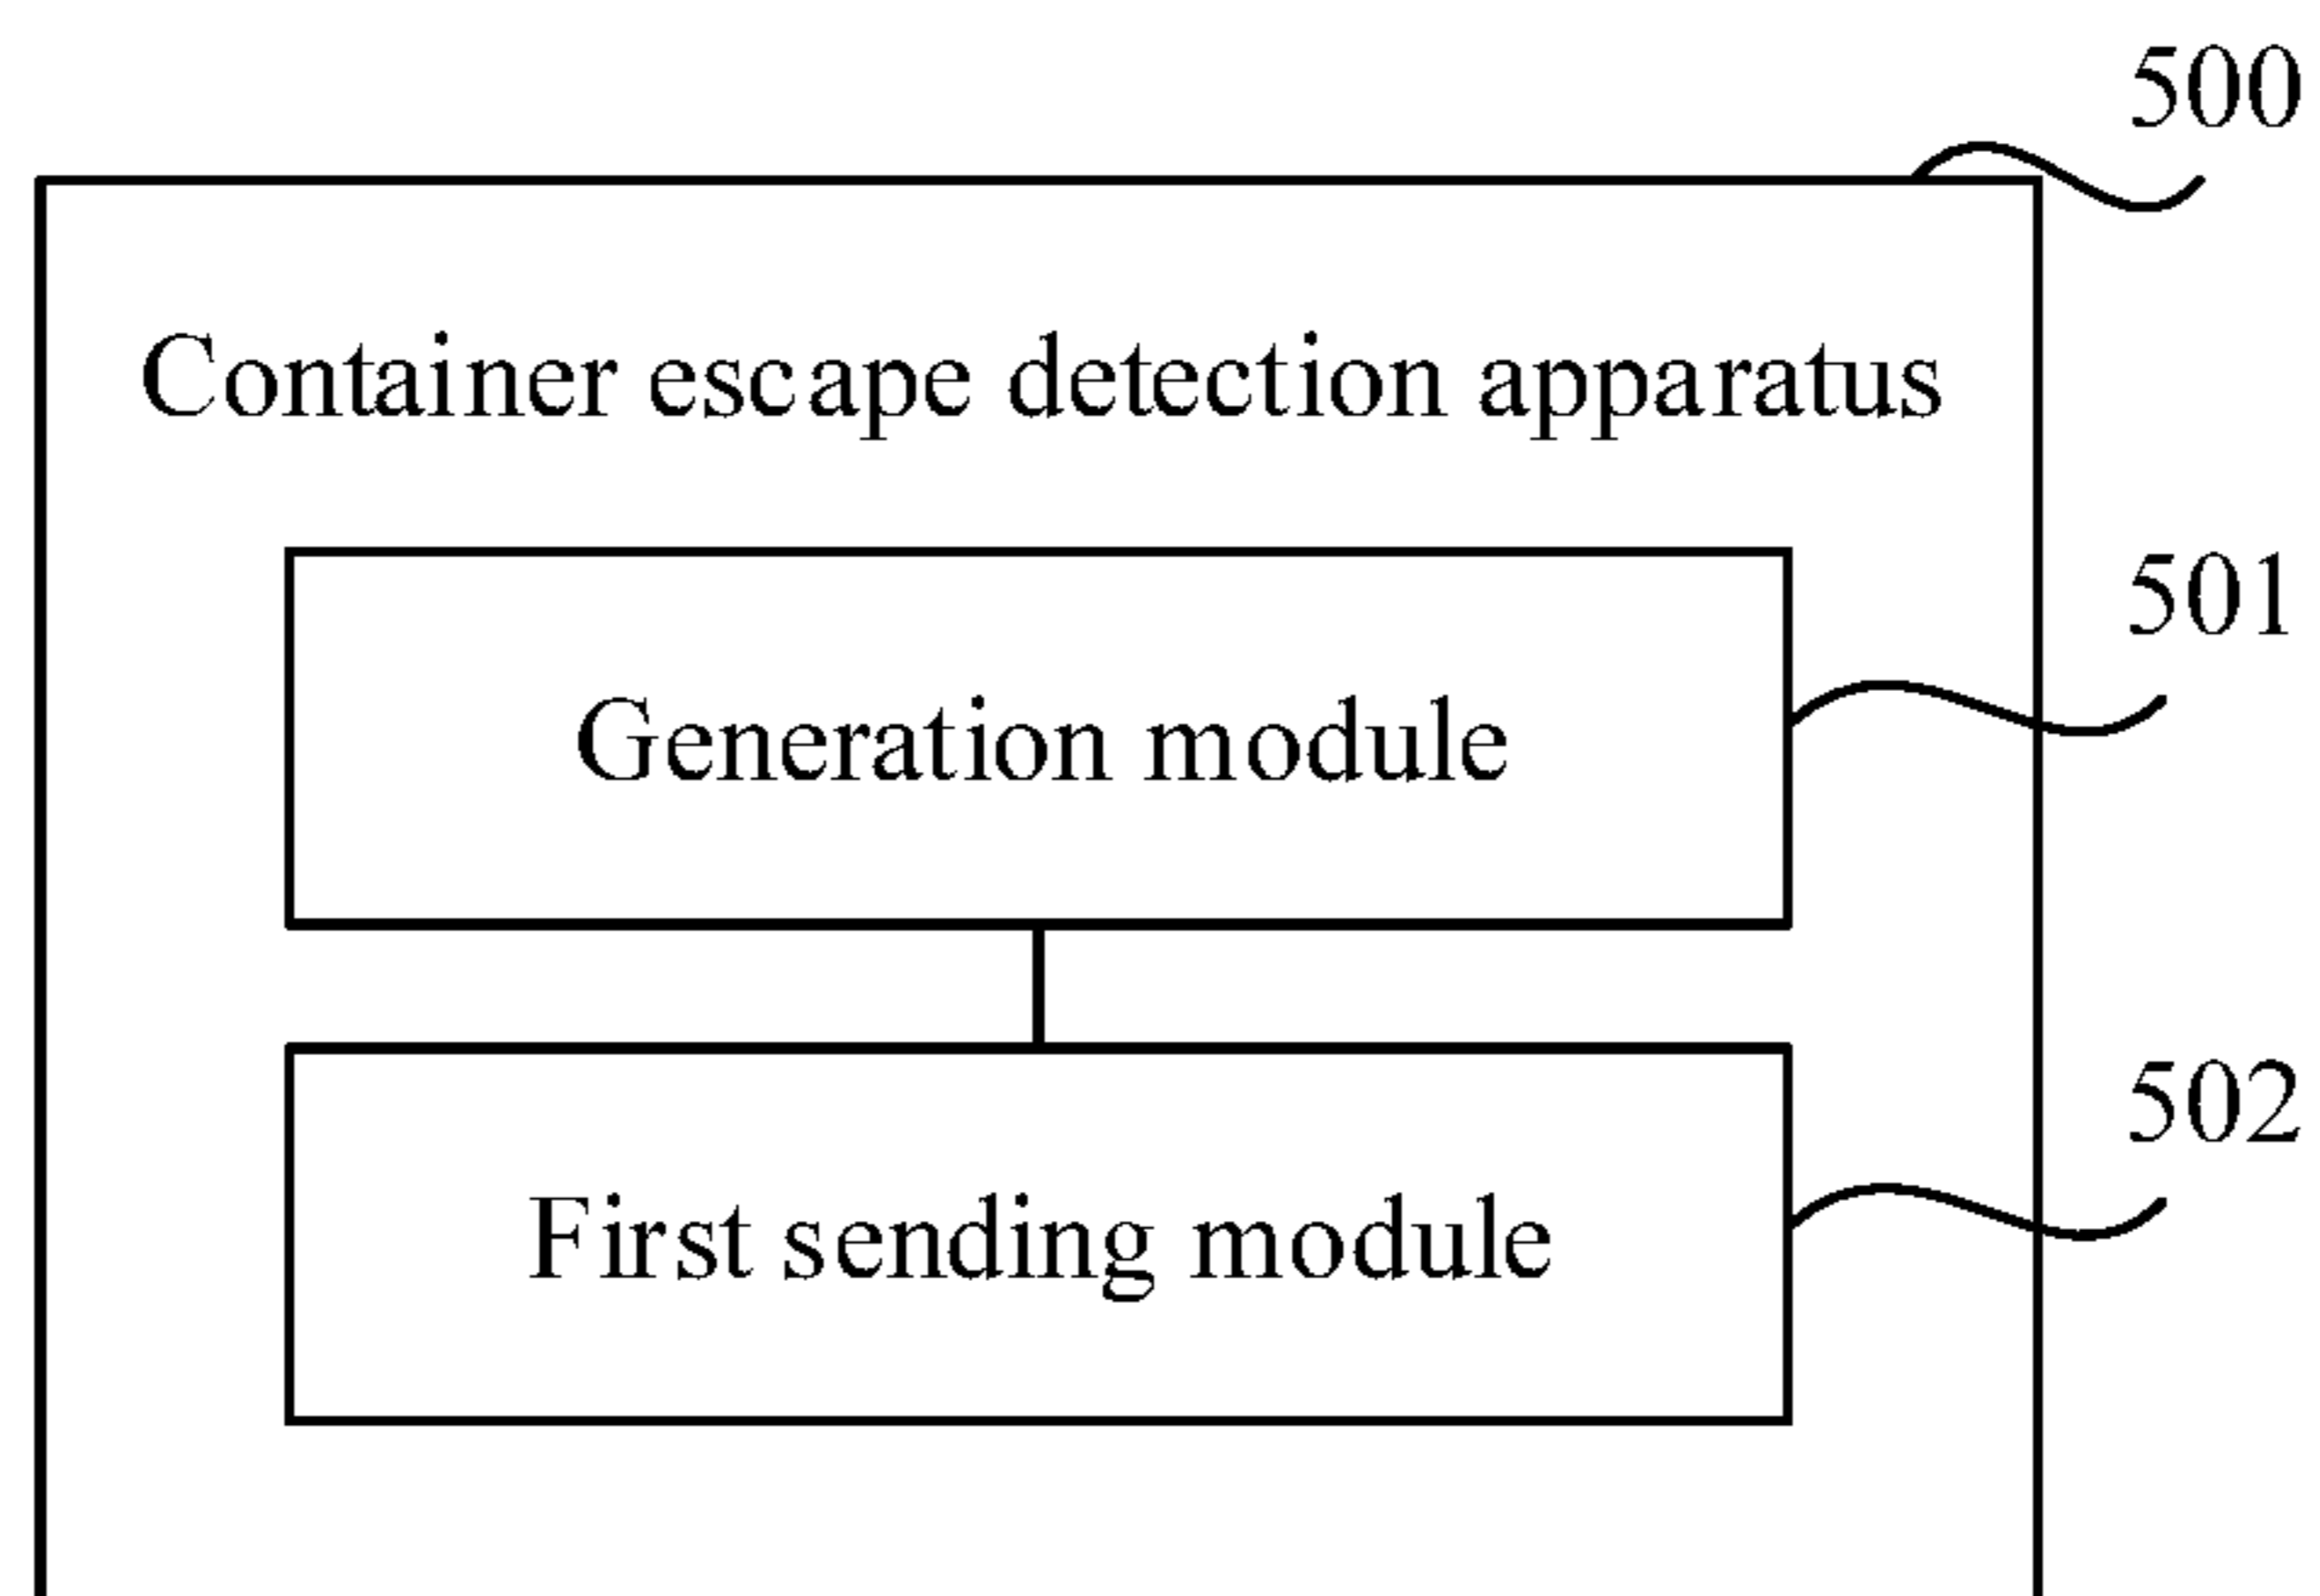 500
Container escape detection apparatus
501
Generation module
502
First sending module